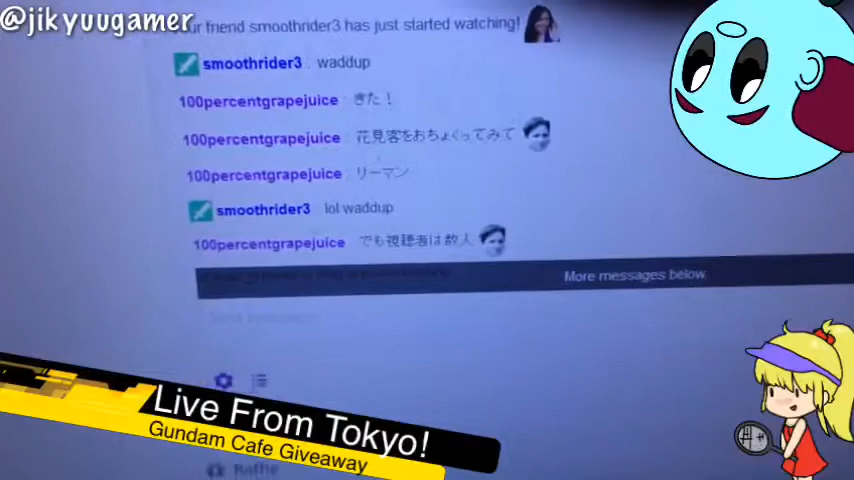 @jikyuugamer
ur friend smoothrider3 has just started watching!
smoothrider3 waddup
100percentgrapejuice きた!
100percentgrapejuice 花見客をおちょくってみて
100percentgrapejuice リーマン
smoothrider3 lol waddup
100percentgrapejuice でも視聴者は数人
More messages below.
Live From Tokyo!
Gundam Cafe Giveaway
Raffle